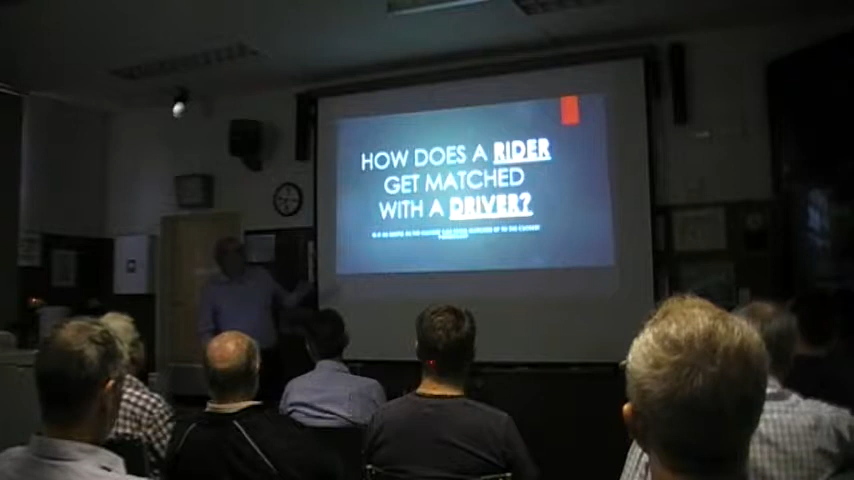 HOW DOES A RIDER
GET MATCHED
WITH A DRIVER?